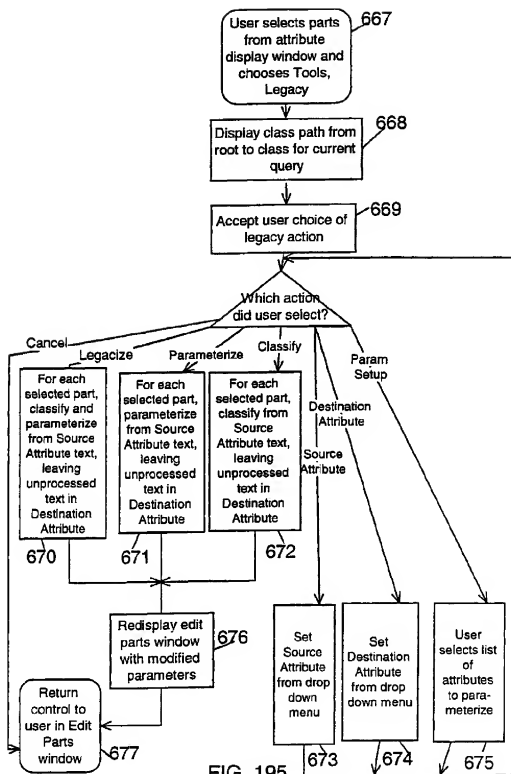 User selects parts
from attribute
display window and
chooses Tools,
Legacy
667
Display class path from
root to class for current
query
668
Accept user choice of
legacy action
669
Which action
did user select?
Cancel
Legacize
Parameterize
Classify
Source
Attribute
Destination
Attribute
Param
Setup
For each
selected part,
classify and
parameterize
from Source
Attribute text,
leaving
unprocessed
text in
Destination
Attribute
670
For each
selected part,
parameterize
from Source
Attribute text,
leaving
unprocessed
text in
Destination
Attribute
671
For each
selected part,
classify from
Source
Attribute text,
leaving
unprocessed
text in
Destination
Attribute
672
Redisplay edit
parts window
with modified
parameters
676
Return
control to
user in Edit
Parts
window
677
Set
Source
Attribute
from drop
down
menu
673
Set
Destination
Attribute
from drop
down menu
674
User
selects list
of
attributes
to para-
meterize
675
FIG. 195